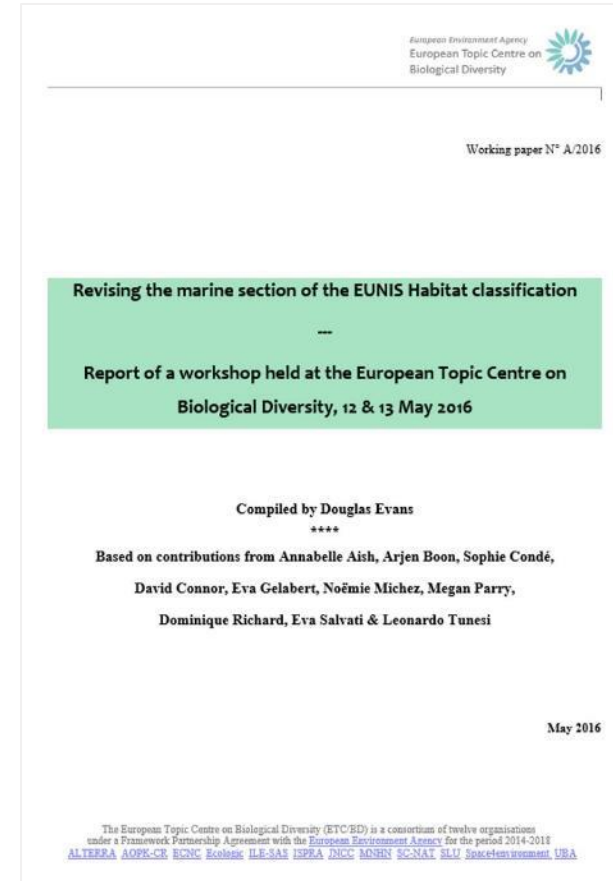 European Environment Agency
European Topic Centre on
Biological Diversity
Working paper N° A/2016
Revising the marine section of the EUNIS Habitat classification
---
Report of a workshop held at the European Topic Centre on
Biological Diversity, 12 & 13 May 2016
Compiled by Douglas Evans
****
Based on contributions from Annabelle Aish, Arjen Boon, Sophie Condé,
David Connor, Eva Gelabert, Noëmie Michez, Megan Parry,
Dominique Richard, Eva Salvati & Leonardo Tunesi
May 2016
The European Topic Centre on Biological Diversity (ETC/BD) is a consortium of twelve organisations
under a Framework Partnership Agreement with the European Environment Agency for the period 2014-2018
ALTERRA AOPK-CR ECNC Ecologic ILE-SAS ISPRA JNCC MNHN SC-NAT SLU Space4environment UBA